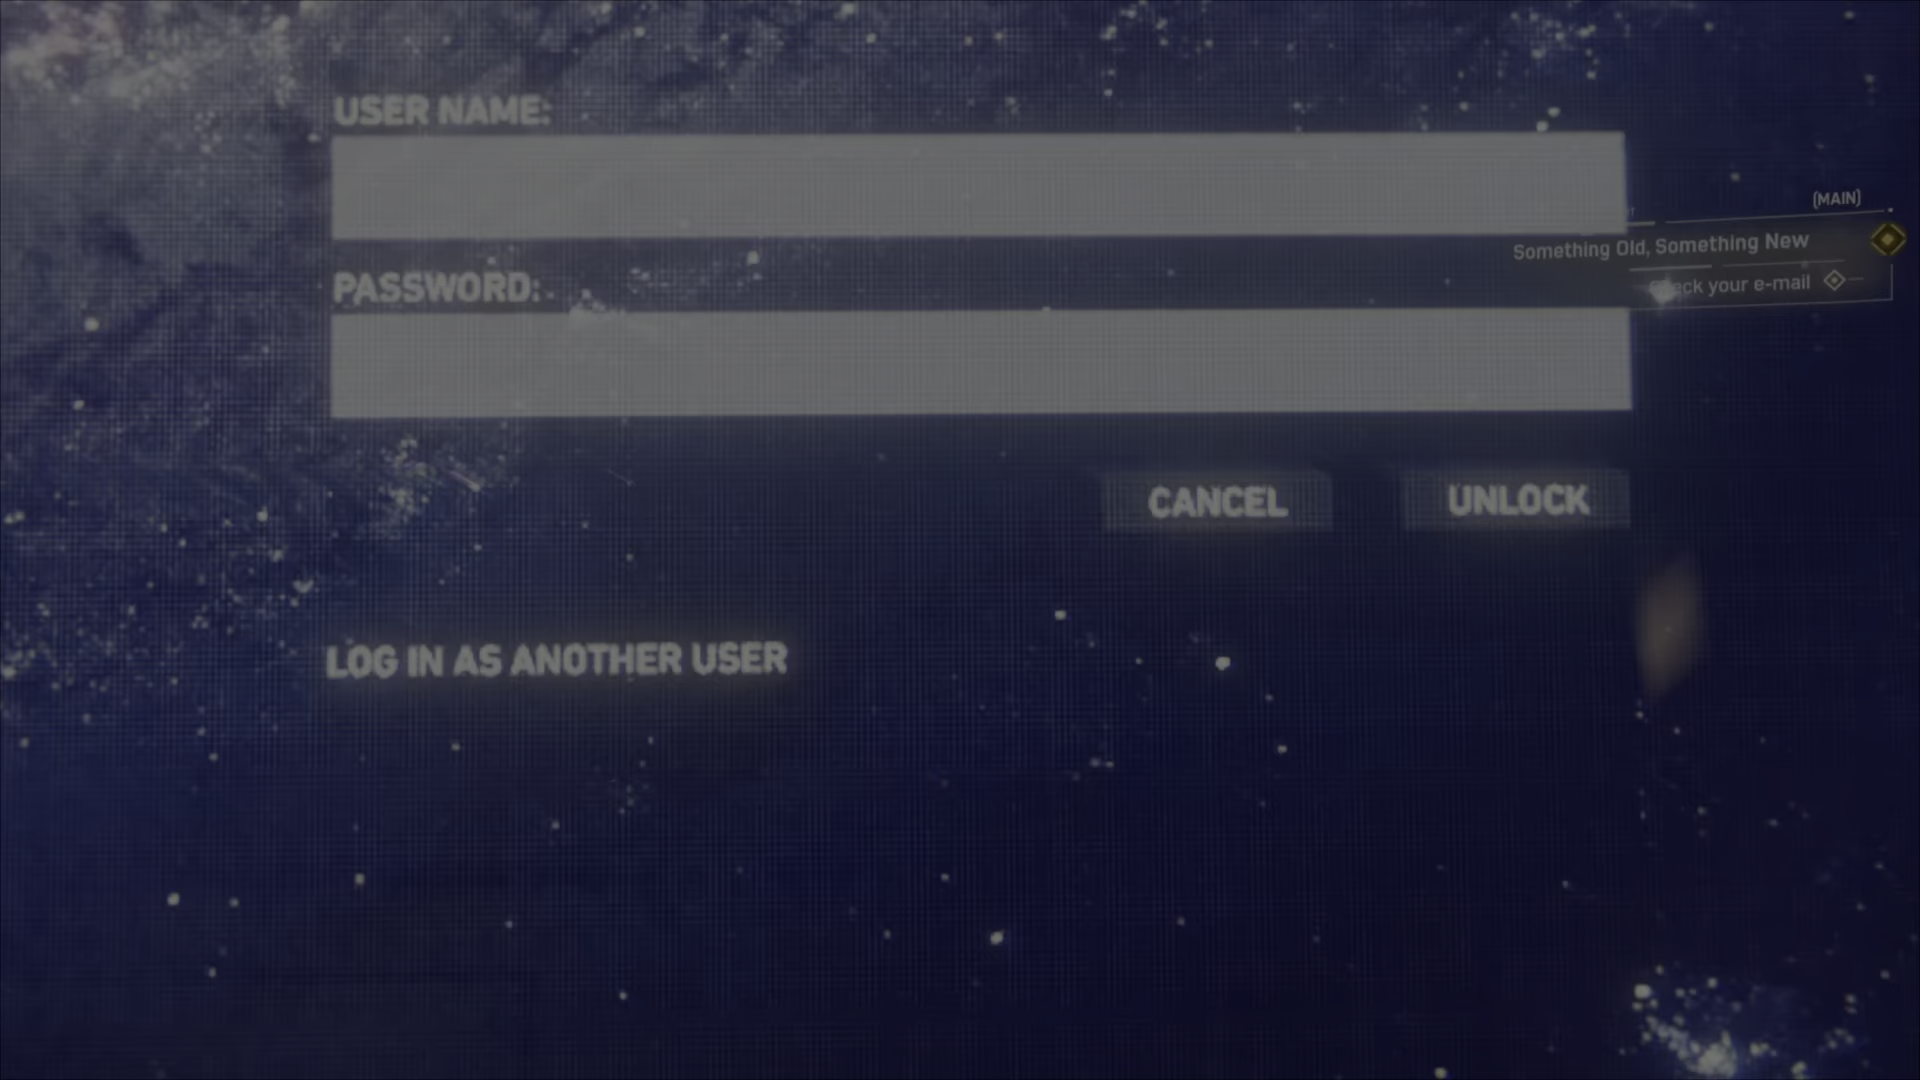 USER NAME:
(MAIN)
Something Old, Something New
your e-mail
PASSWORD:
CANCEL
UNLOCK
LOG IN AS ANOTHER USER